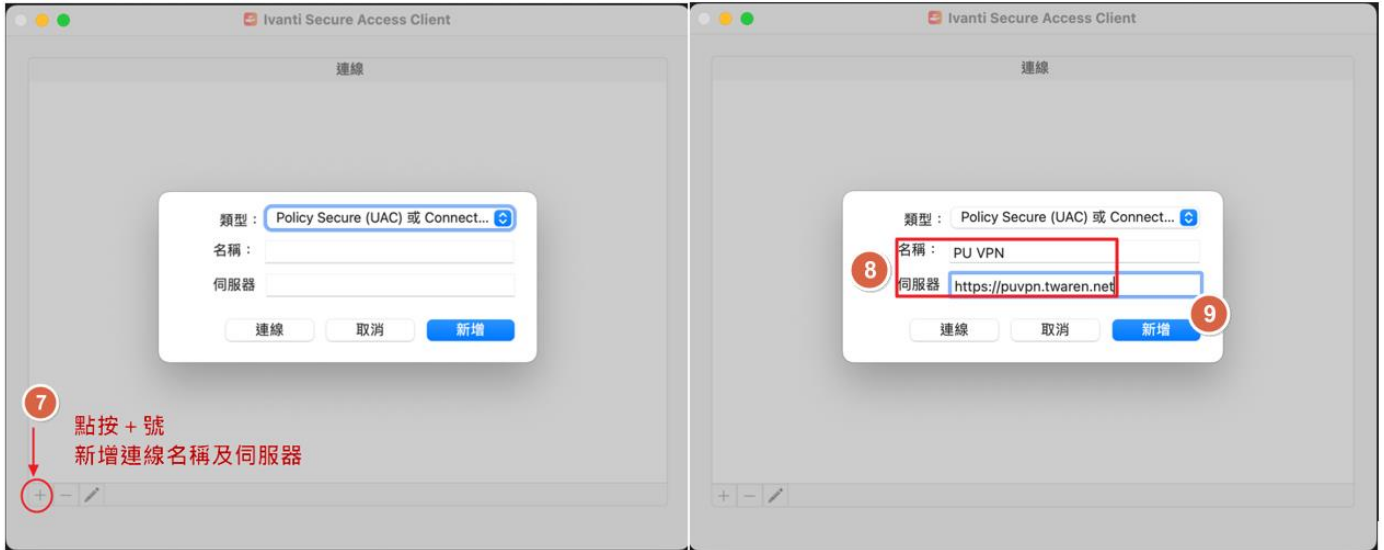 Ivanti Secure Access Client
連線
類型：
Policy Secure (UAC) 或 Connect...
名稱：
伺服器
連線
取消
新增
7
點按 + 號
新增連線名稱及伺服器
Ivanti Secure Access Client
連線
類型：
Policy Secure (UAC) 或 Connect...
8
名稱：
PU VPN
伺服器
https://puvpn.twaren.net
9
連線
取消
新增